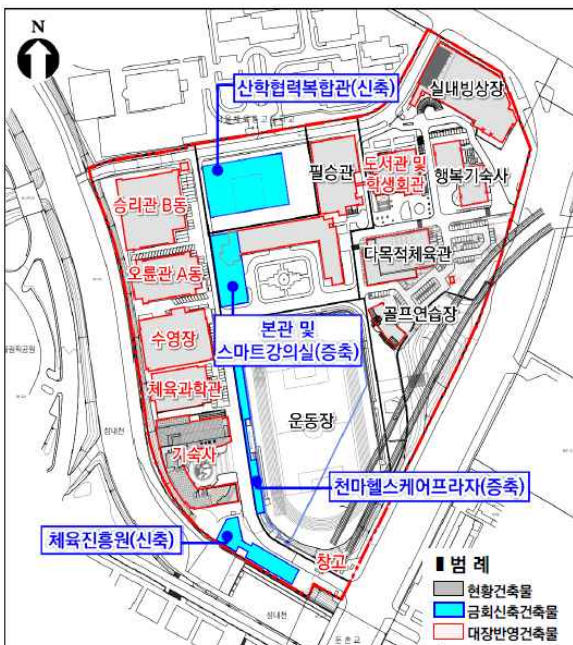 N
산학협력복합관(신축)
실내빙상장
필승관
도서관 및
학생회관
행복기숙사
승리관 B동
오륜관 A동
다목적체육관
골프연습장
본관 및
스마트강의실(증축)
수영장
체육과학관
운동장
기숙사
천마헬스케어프라자(증축)
체육진흥원(신축)
창고
성내천
성내천
둔촌교
범 례
현황건축물
금회신축건축물
대장반영건축물